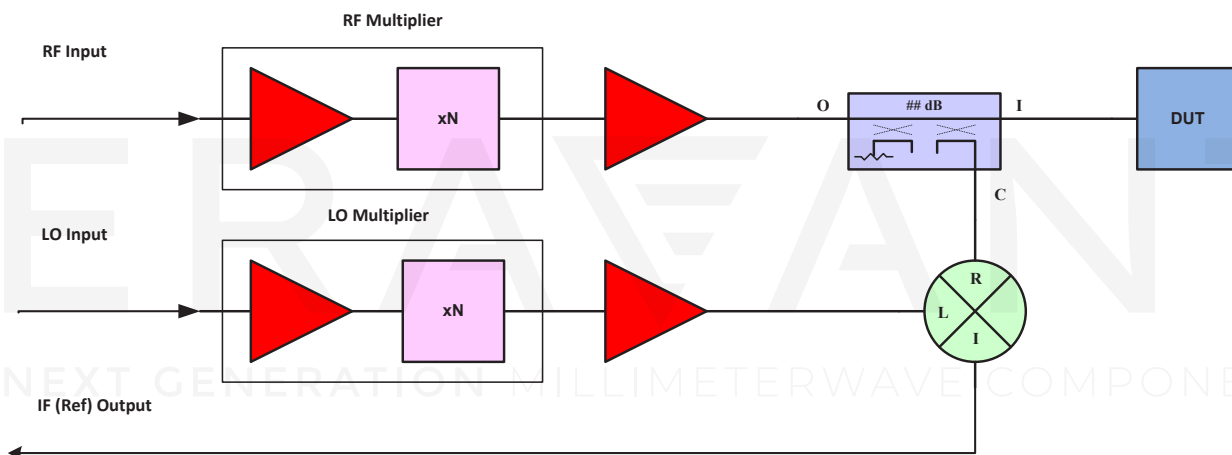 RF Multiplier
RF Input
xN
O
## dB
I
DUT
C
LO Multiplier
LO Input
xN
R
L
I
ERAVANT
NEXT GENERATION MILLIMETERWAVE COMPONE
IF (Ref) Output